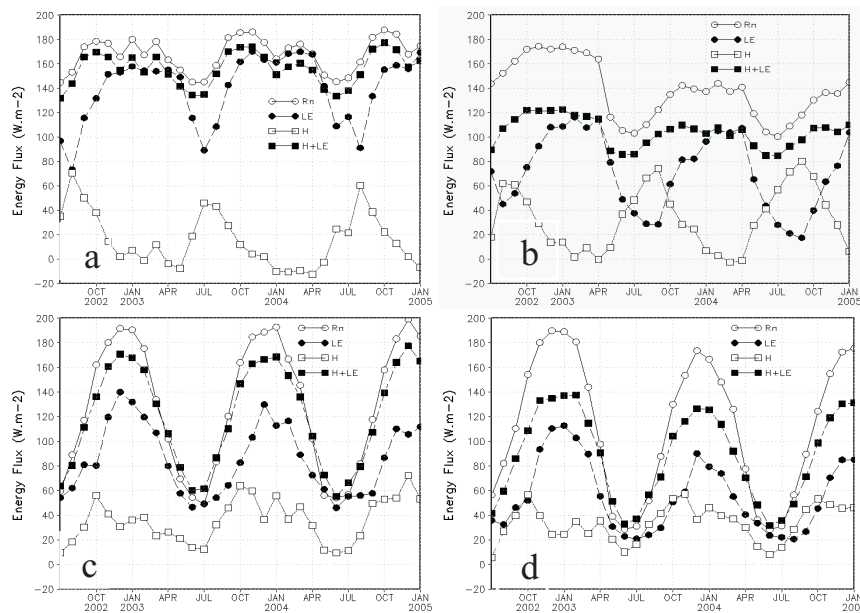 200
180
160
140
120
100
80
60
40
20
0
−20
Energy Flux (W.m−2)
Rn
LE
H
H+LE
a
OCT 2002
JAN 2003
APR
JUL
OCT
JAN 2004
APR
JUL
OCT
JAN 2005
200
180
160
140
120
100
80
60
40
20
0
−20
Energy Flux (W.m−2)
Rn
LE
H
H+LE
b
OCT 2002
JAN 2003
APR
JUL
OCT
JAN 2004
APR
JUL
OCT
JAN 2005
200
180
160
140
120
100
80
60
40
20
0
−20
Energy Flux (W.m−2)
Rn
LE
H
H+LE
c
OCT 2002
JAN 2003
APR
JUL
OCT
JAN 2004
APR
JUL
OCT
JAN 2005
200
180
160
140
120
100
80
60
40
20
0
−20
Energy Flux (W.m−2)
Rn
LE
H
H+LE
d
OCT 2002
JAN 2003
APR
JUL
OCT
JAN 2004
APR
JUL
OCT